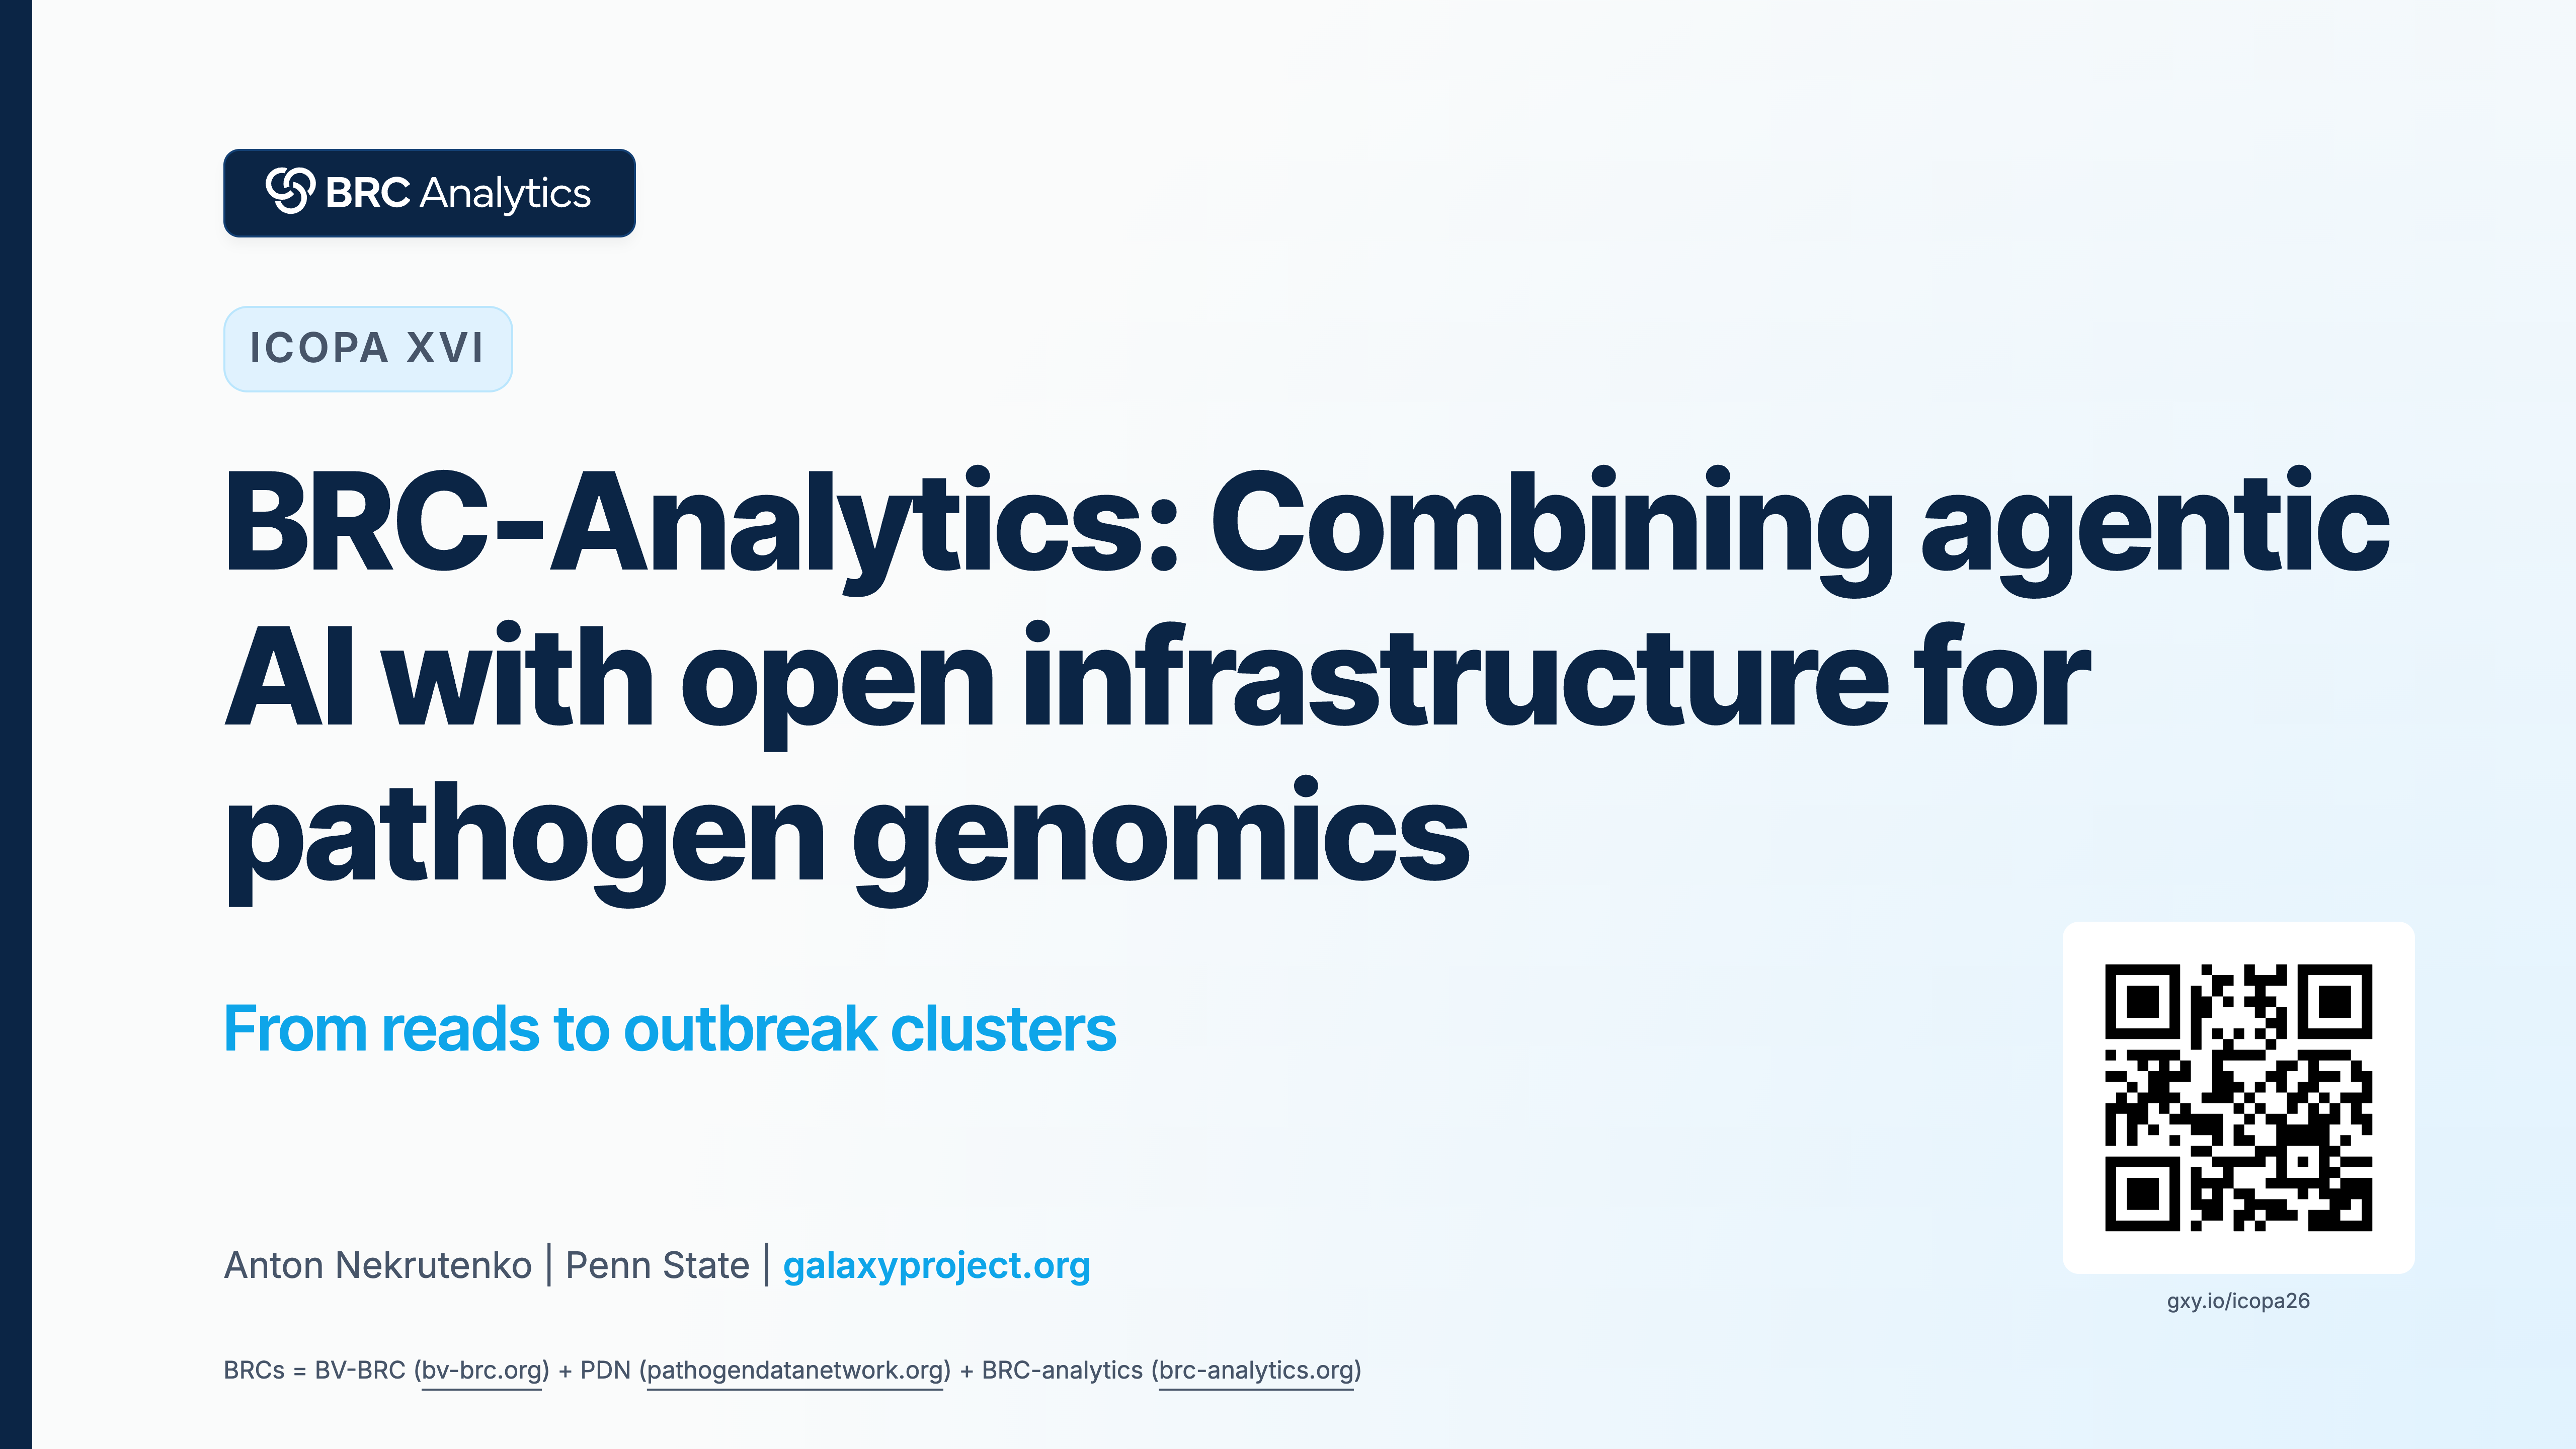 BRC Analytics
ICOPA XVI
BRC-Analytics: Combining agentic
AI with open infrastructure for
pathogen genomics
From reads to outbreak clusters
Anton Nekrutenko | Penn State | galaxyproject.org
gxy.io/icopa26
BRCs = BV-BRC (bv-brc.org) + PDN (pathogendatanetwork.org) + BRC-analytics (brc-analytics.org)